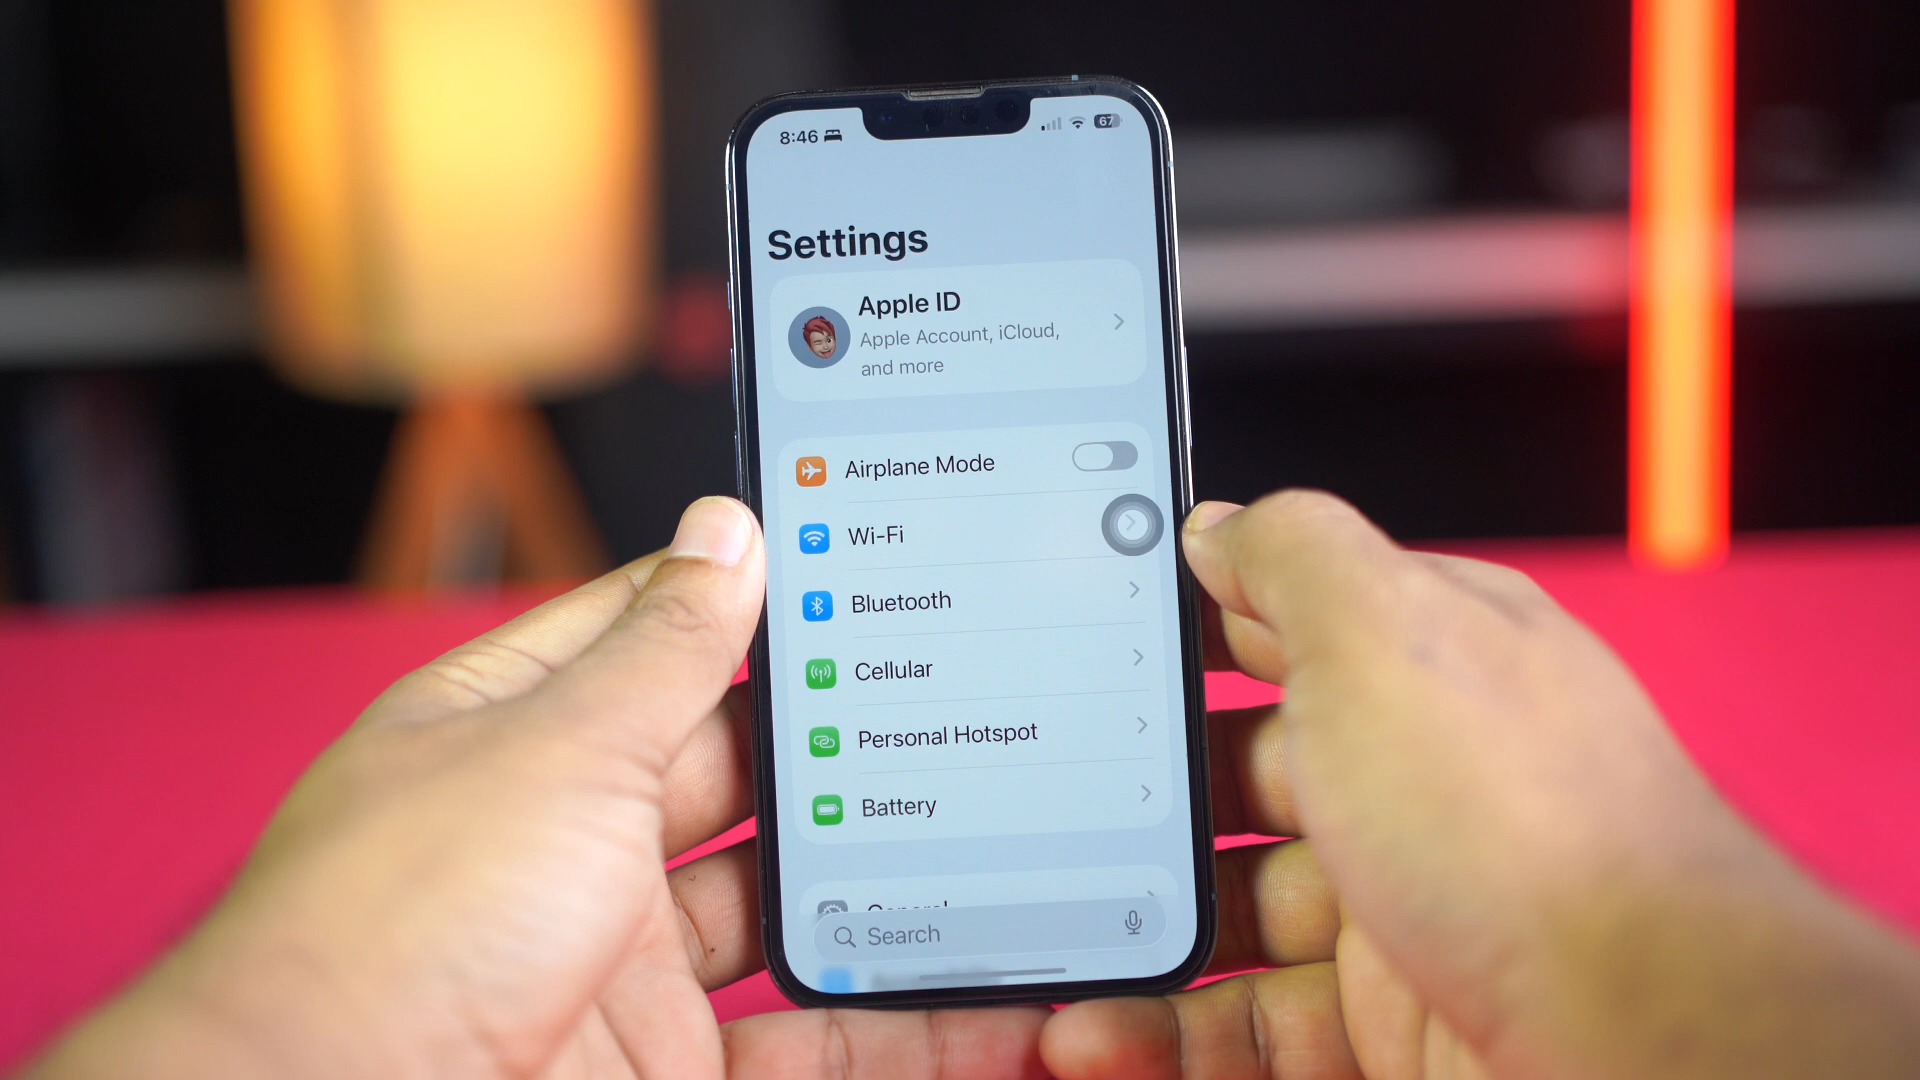 8:46
67
Settings
Apple ID
Apple Account, iCloud,
and more
Airplane Mode
Wi-Fi
Bluetooth
Cellular
Personal Hotspot
Battery
General
Search